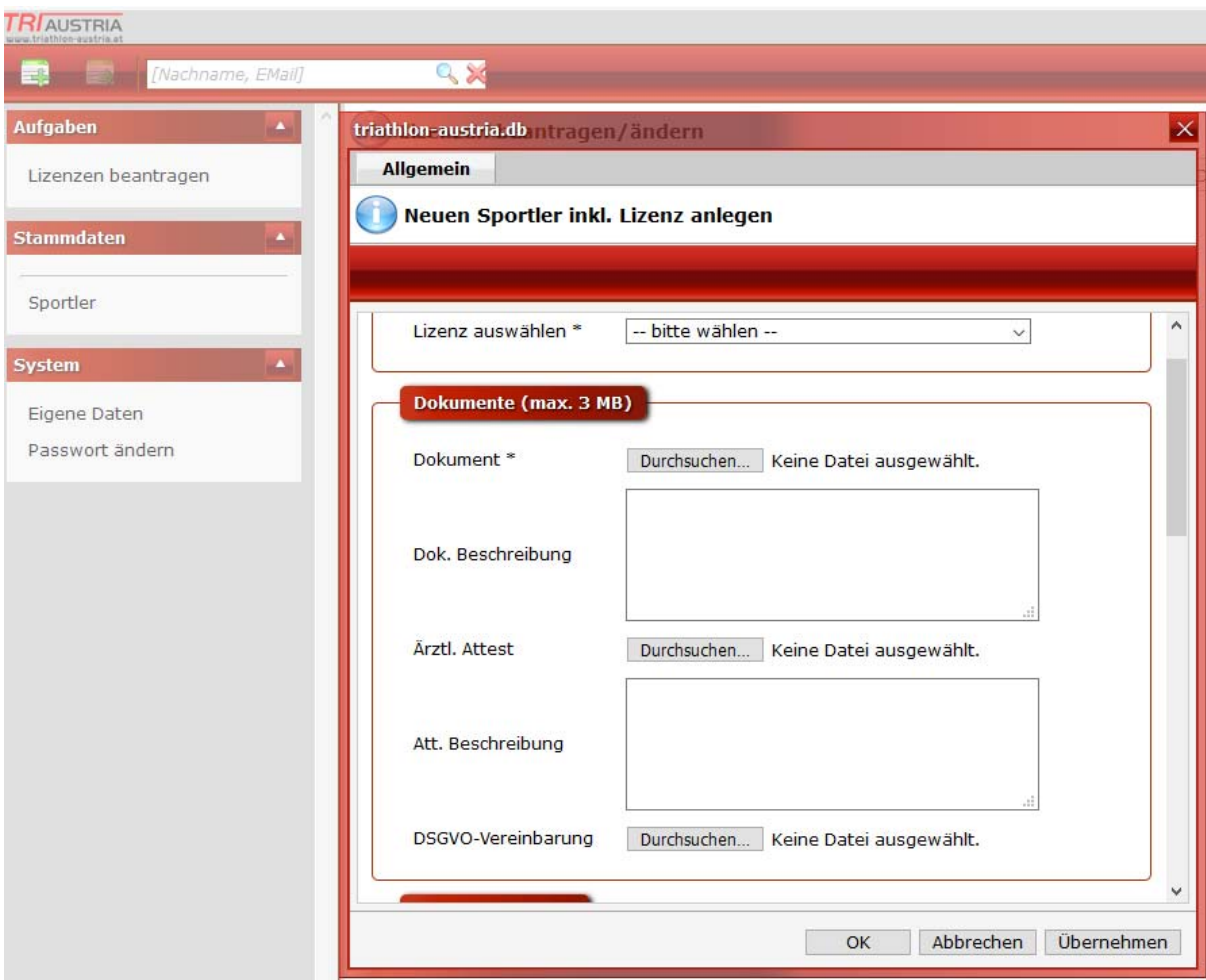 TRI AUSTRIA
www.triathlon-austria.at
[Nachname, EMail]
Aufgaben
Lizenzen beantragen
Stammdaten
Sportler
System
Eigene Daten
Passwort ändern
triathlon-austria.db
antragen/ändern
Allgemein
Neuen Sportler inkl. Lizenz anlegen
Lizenz auswählen * -- bitte wählen --
Dokumente (max. 3 MB)
Dokument * Durchsuchen... Keine Datei ausgewählt.
Dok. Beschreibung
Ärztl. Attest Durchsuchen... Keine Datei ausgewählt.
Att. Beschreibung
DSGVO-Vereinbarung Durchsuchen... Keine Datei ausgewählt.
OK Abbrechen Übernehmen